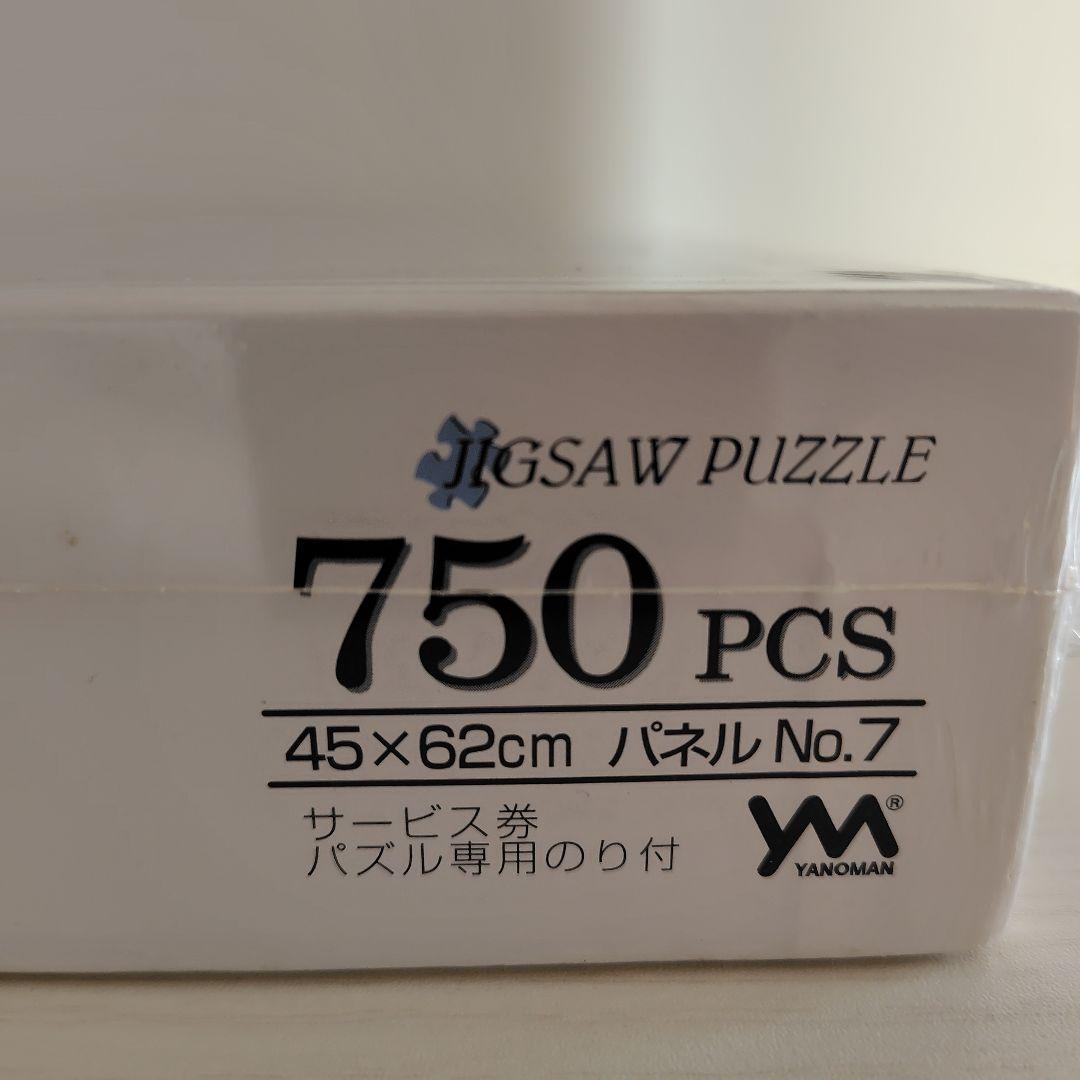 JIGSAW PUZZLE
750 PCS
45×62cm パネル No.7
サービス券
パズル専用のり付
YM®
YANOMAN